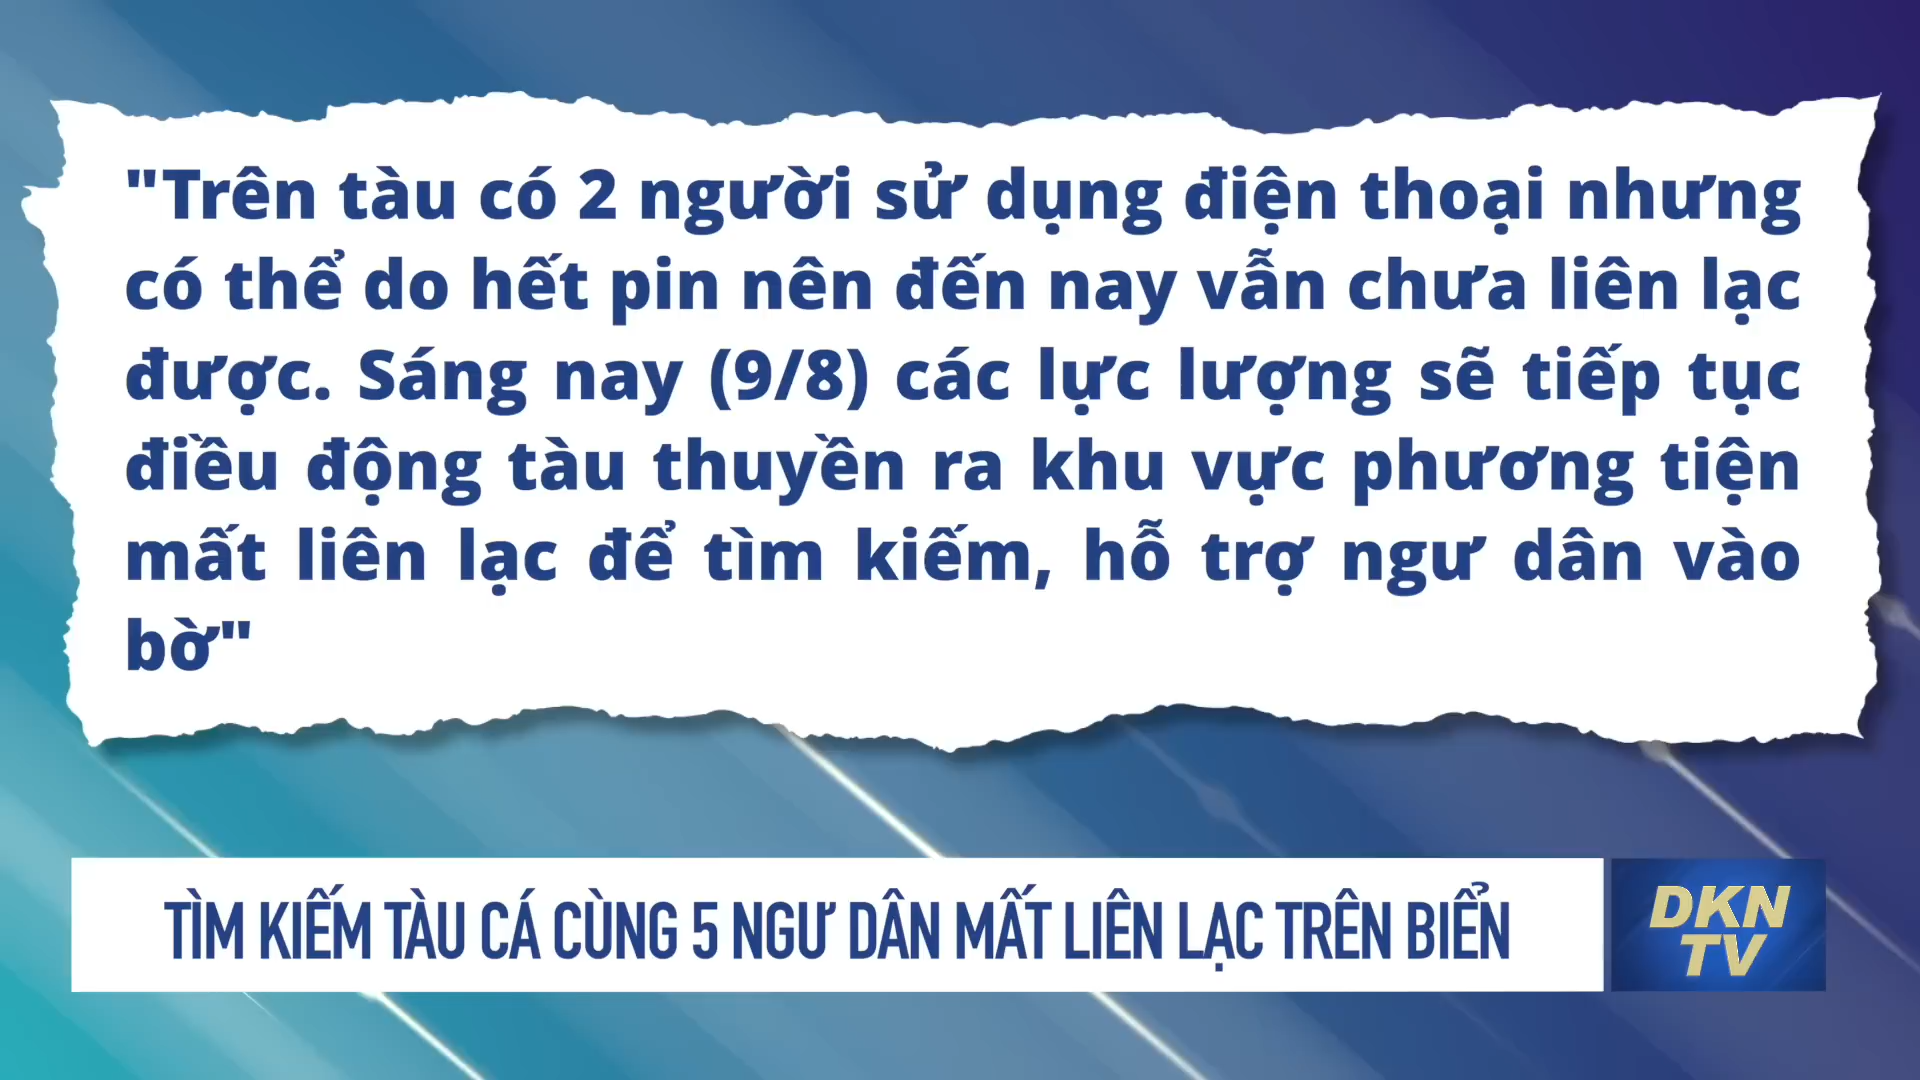 "Trên tàu có 2 người sử dụng điện thoại nhưng
có thể do hết pin nên đến nay vẫn chưa liên lạc
được. Sáng nay (9/8) các lực lượng sẽ tiếp tục
điều động tàu thuyền ra khu vực phương tiện
mất liên lạc để tìm kiếm, hỗ trợ ngư dân vào
bờ"
TÌM KIẾM TÀU CÁ CÙNG 5 NGƯ DÂN MẤT LIÊN LẠC TRÊN BIỂN
DKN
TV